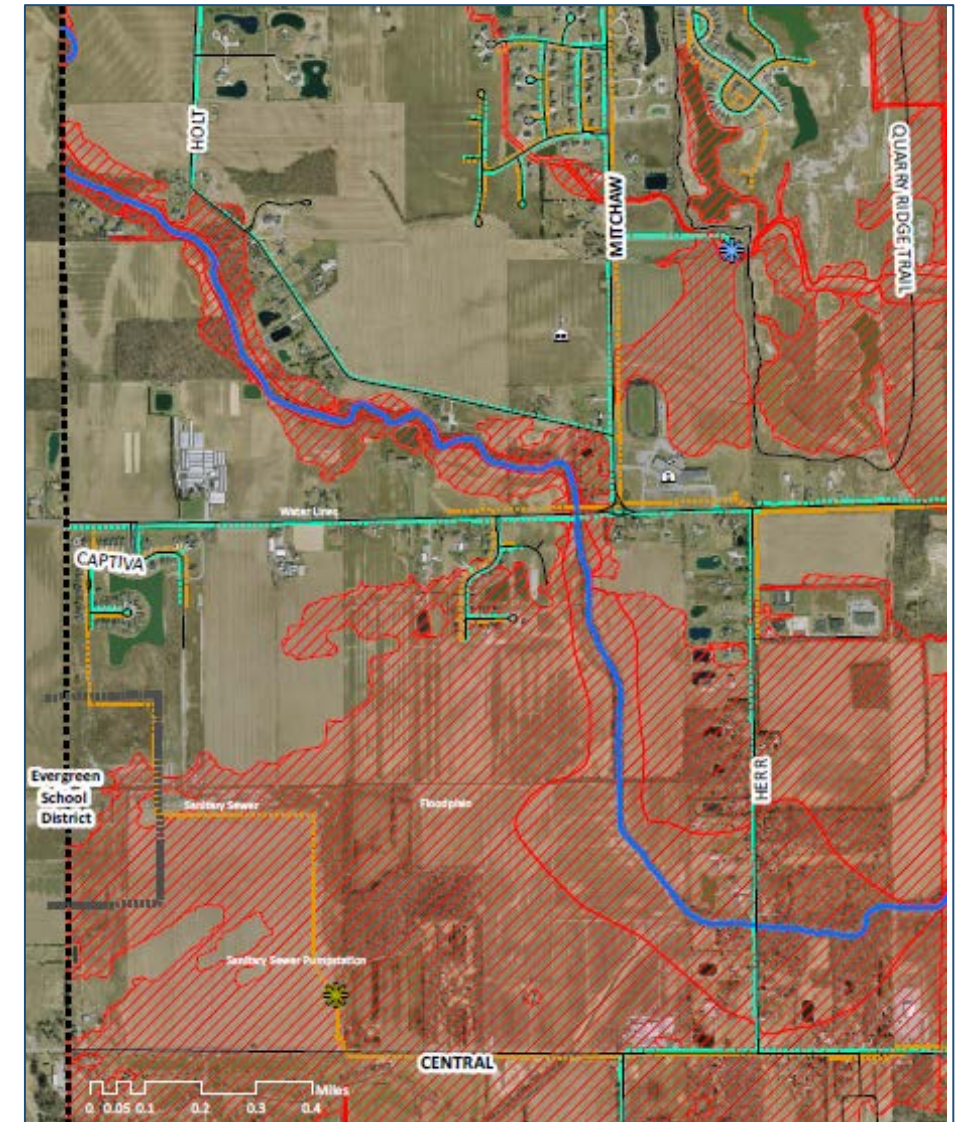 HOLT
MITCHAW
QUARRY RIDGE TRAIL
Water Lines
CAPTIVA
Evergreen
School
District
Sanitary Sewer
Floodplain
HERR
Sanitary Sewer Pumpstation
CENTRAL
Miles
0 0.05 0.1 0.2 0.3 0.4